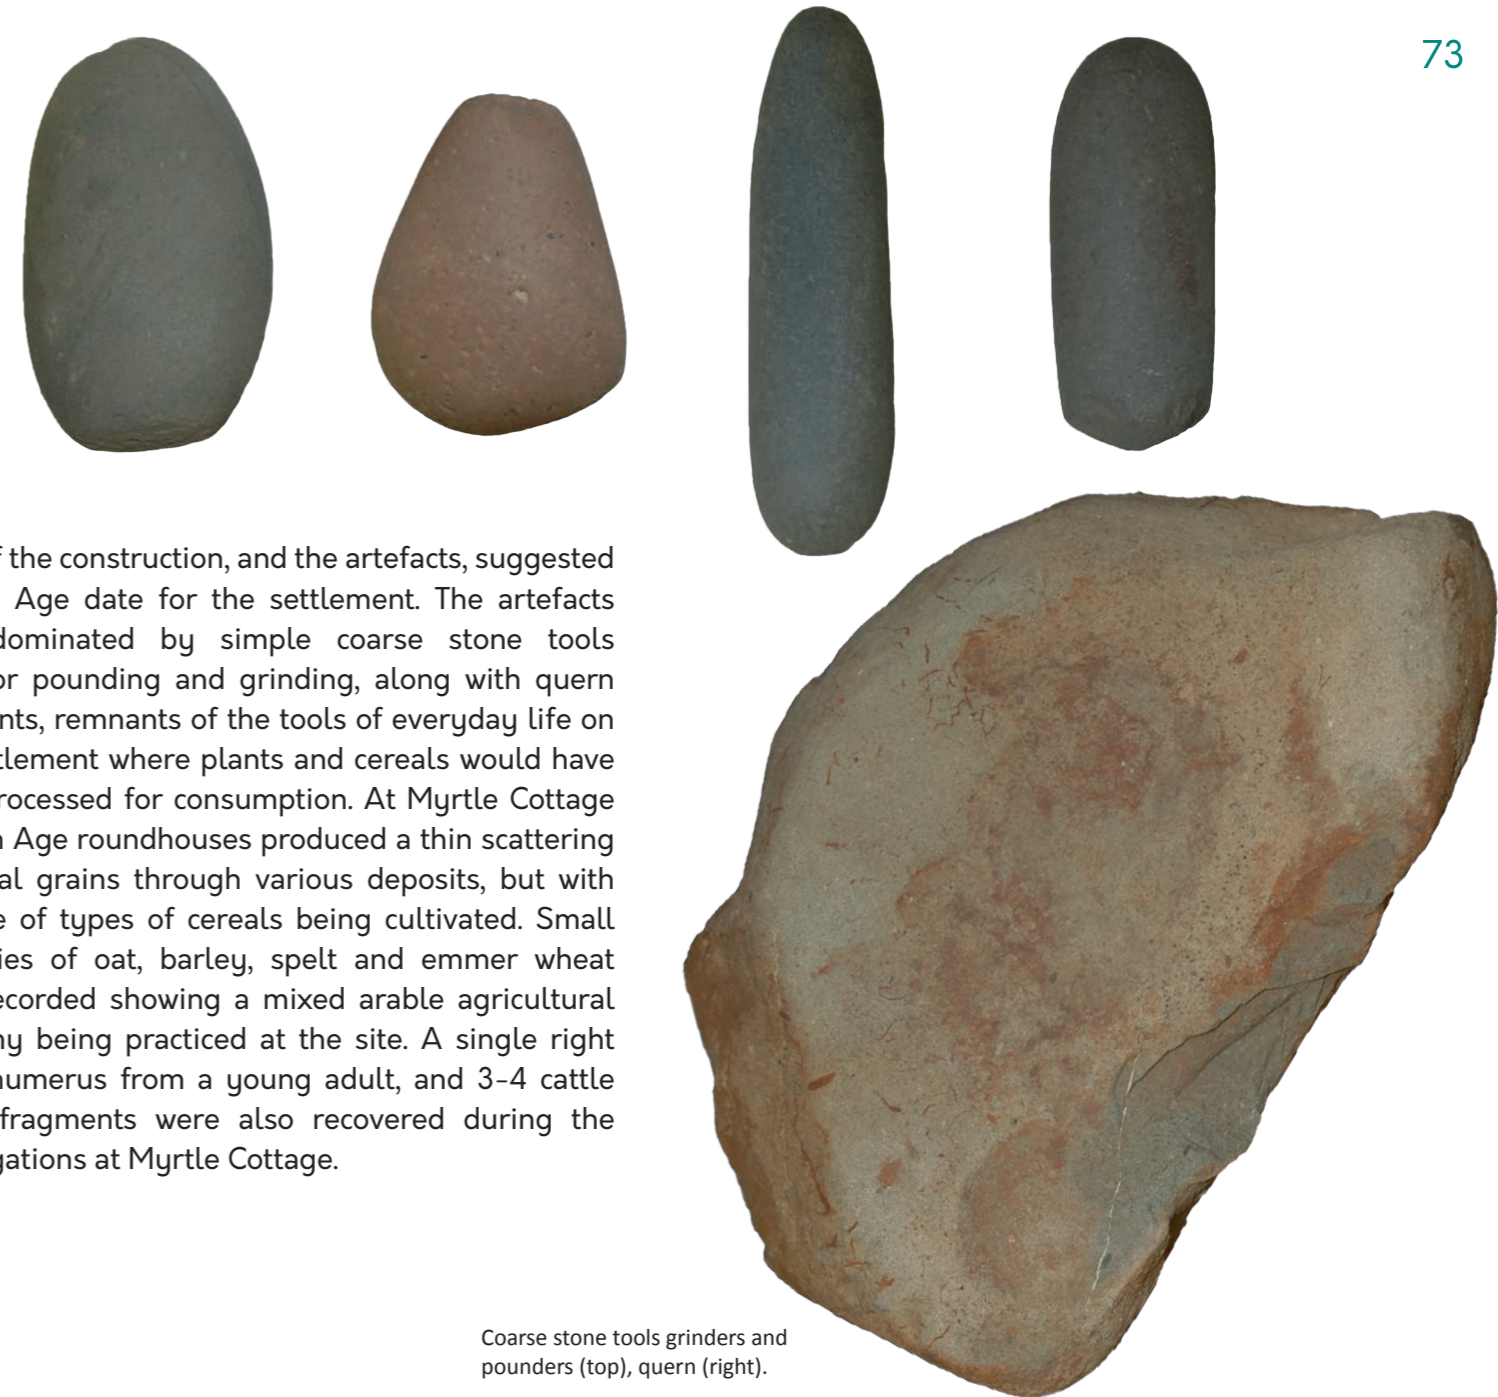 73
f the construction, and the artefacts, suggested
Age date for the settlement. The artefacts
dominated by simple coarse stone tools
or pounding and grinding, along with quern
nts, remnants of the tools of everyday life on
tlement where plants and cereals would have
rocessed for consumption. At Myrtle Cottage
n Age roundhouses produced a thin scattering
al grains through various deposits, but with
e of types of cereals being cultivated. Small
ies of oat, barley, spelt and emmer wheat
ecorded showing a mixed arable agricultural
ny being practiced at the site. A single right
humerus from a young adult, and 3-4 cattle
fragments were also recovered during the
gations at Myrtle Cottage.
Coarse stone tools grinders and
pounders (top), quern (right).